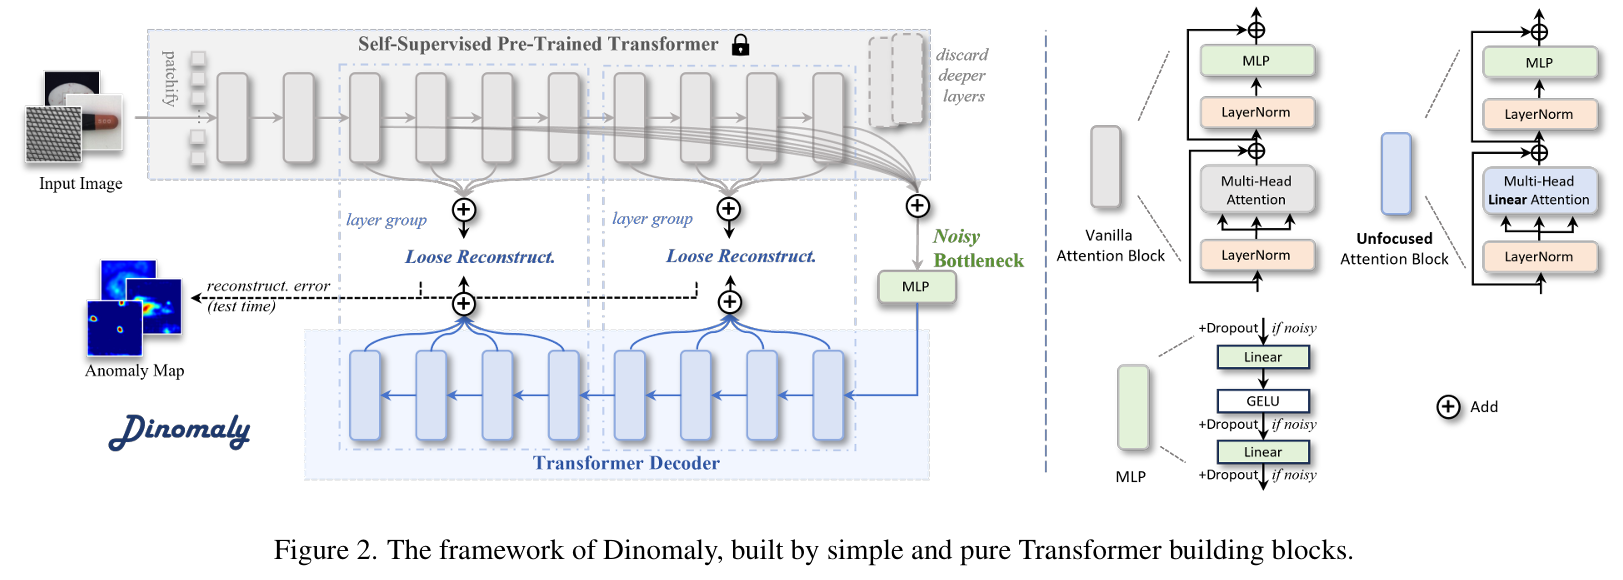 Self-Supervised Pre-Trained Transformer
patchify
discard
deeper
layers
Input Image
layer group
layer group
Loose Reconstruct.
Loose Reconstruct.
Noisy
Bottleneck
MLP
reconstruct. error
(test time)
Anomaly Map
Dinomaly
Transformer Decoder
MLP
LayerNorm
Multi-Head
Attention
LayerNorm
Vanilla
Attention Block
MLP
LayerNorm
Multi-Head
Linear Attention
LayerNorm
Unfocused
Attention Block
+Dropout if noisy
Linear
GELU
+Dropout if noisy
Linear
+Dropout if noisy
MLP
Add
Figure 2. The framework of Dinomaly, built by simple and pure Transformer building blocks.